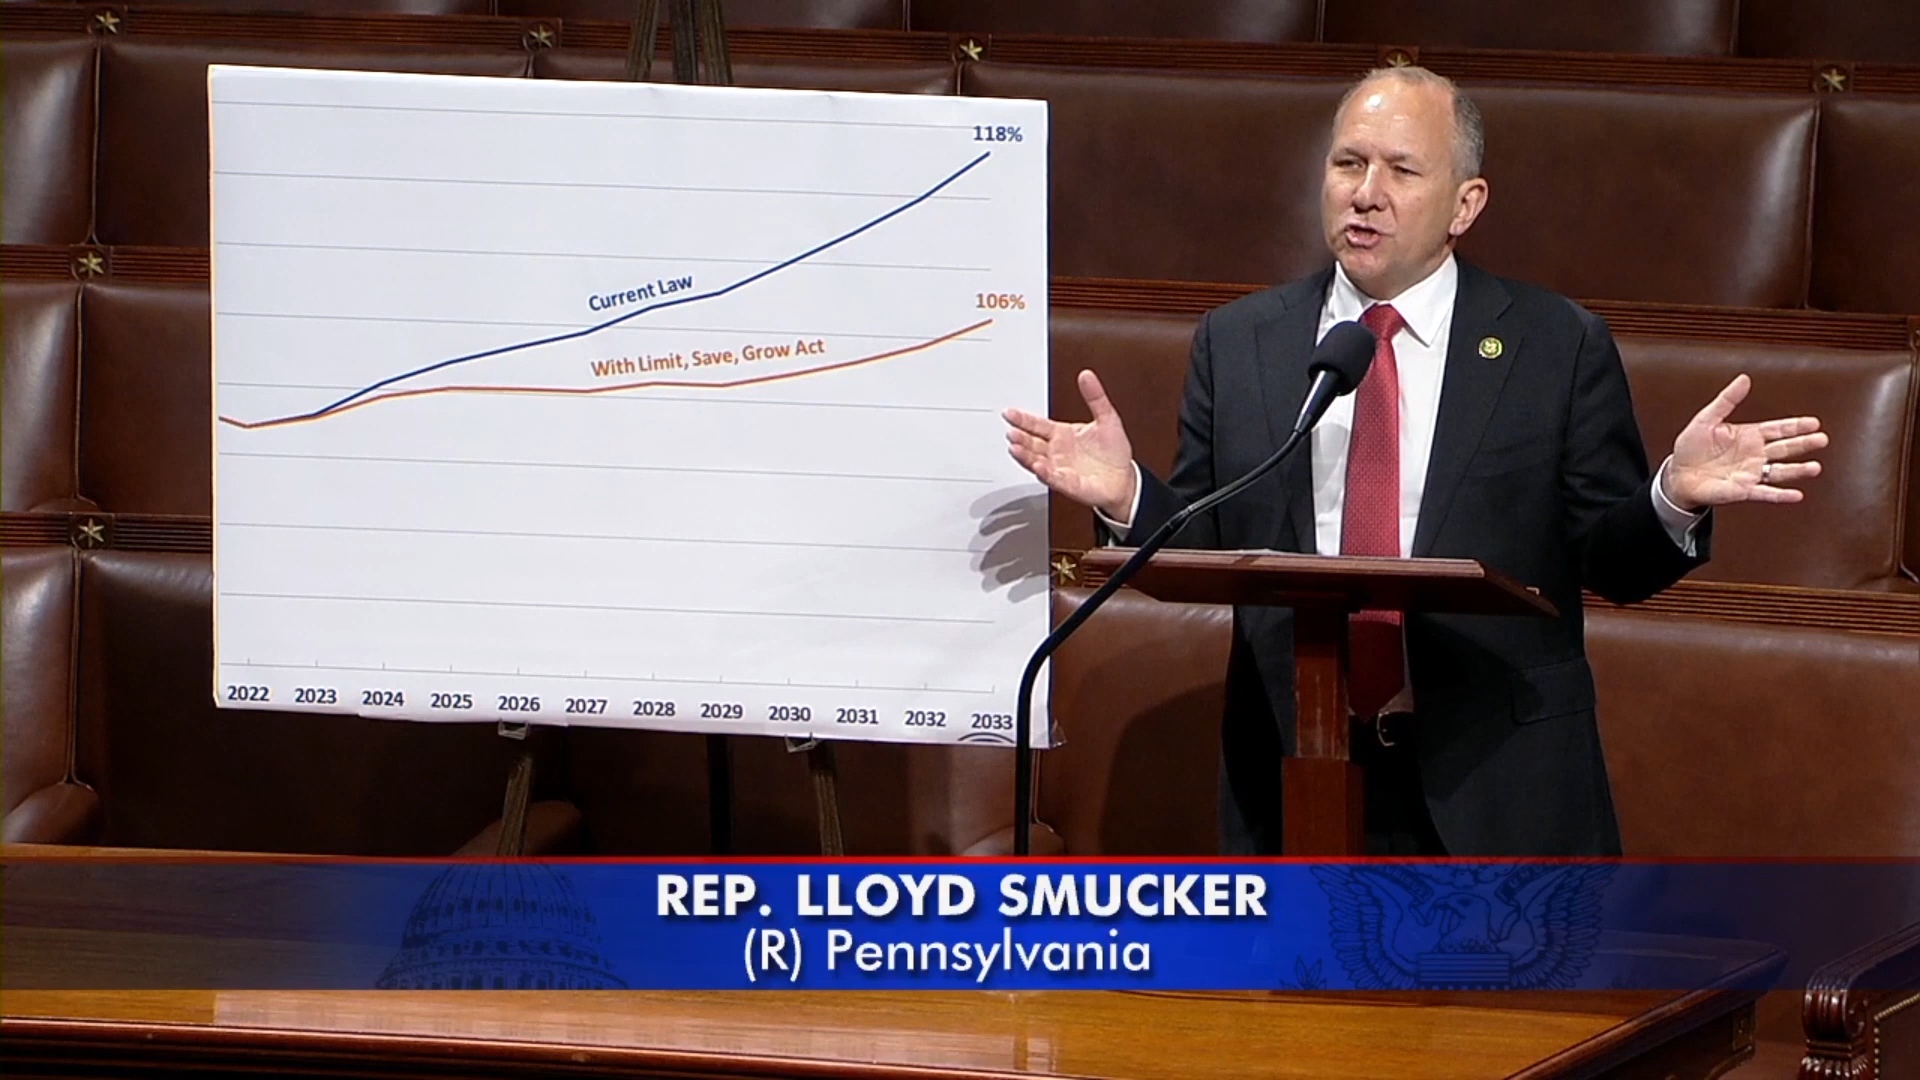 118%
Current Law
106%
With Limit, Save, Grow Act
2022 2023 2024 2025 2026 2027 2028 2029 2030 2031 2032 2033
REP. LLOYD SMUCKER
(R) Pennsylvania